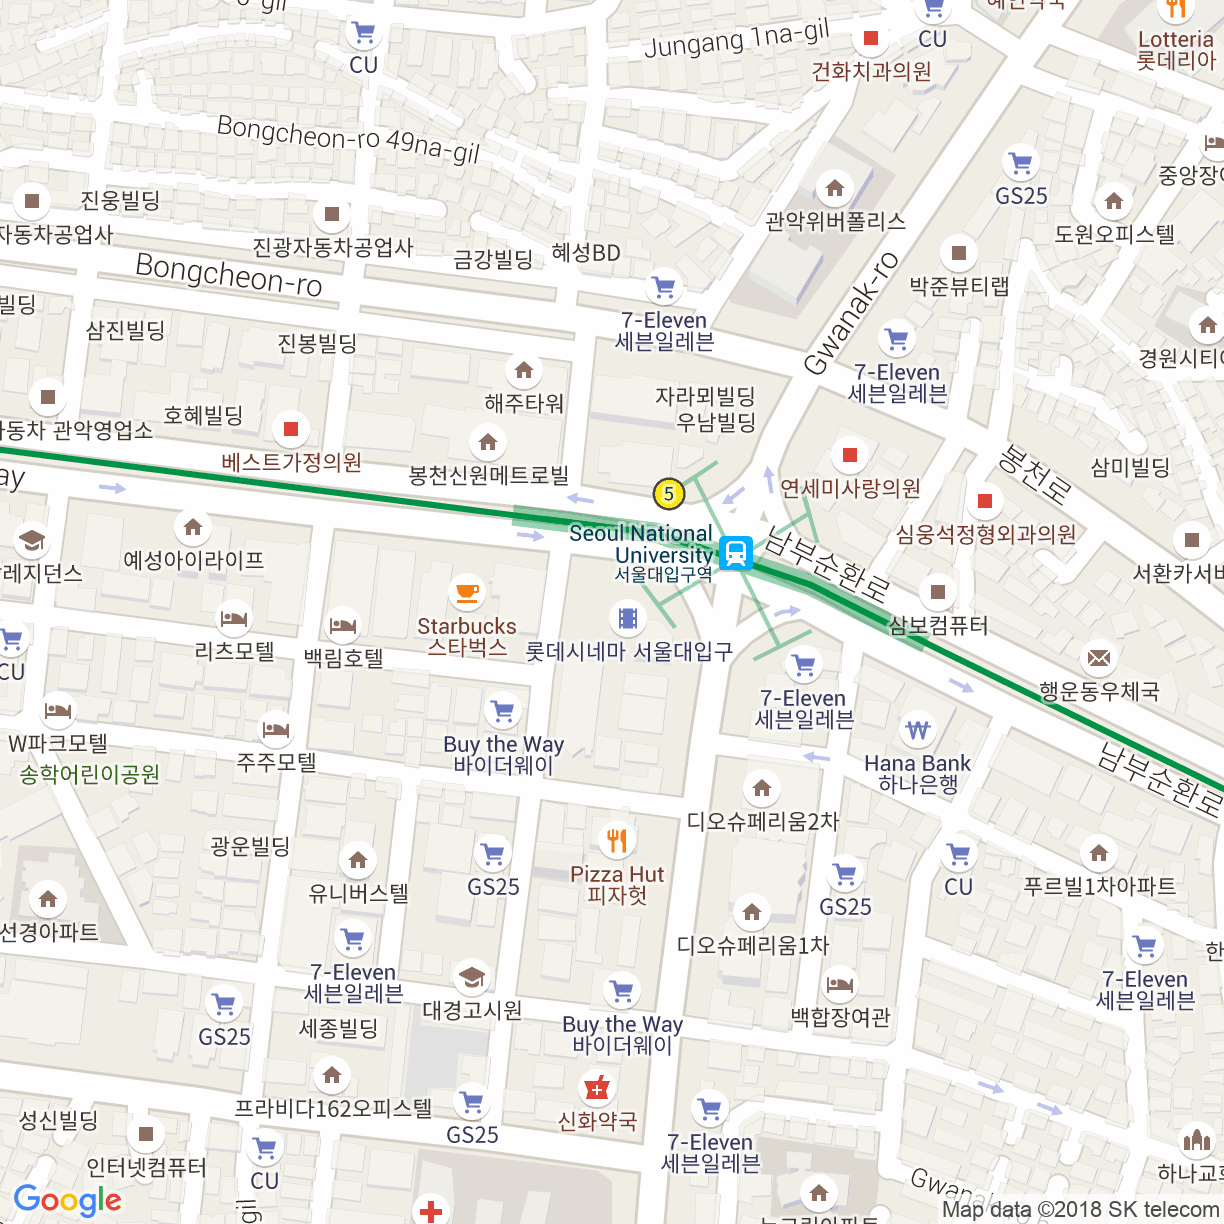 Jungang 1na-gil
CU
CU
건화치과의원
Lotteria
롯데리아
Bongcheon-ro 49na-gil
GS25
진웅빌딩
자동차공업사
진광자동차공업사
금강빌딩
혜성BD
관악위버폴리스
도원오피스텔
Bongcheon-ro
박준뷰티랩
Gwanak-ro
빌딩
삼진빌딩
진봉빌딩
7-Eleven
세븐일레븐
7-Eleven
세븐일레븐
해주타워
자라뫼빌딩
우남빌딩
호혜빌딩
자동차 관악영업소
베스트가정의원
봉천신원메트로빌
연세미사랑의원
봉천로
삼미빌딩
심웅석정형외과의원
5
Seoul National
University
서울대입구역
남부순환로
예성아이라이프
레지던스
서환카서비
Starbucks
스타벅스
삼보컴퓨터
리츠모텔
백림호텔
롯데시네마 서울대입구
CU
행운동우체국
7-Eleven
세븐일레븐
W파크모텔
송학어린이공원
주주모텔
Buy the Way
바이더웨이
Hana Bank
하나은행
남부순환로
디오슈페리움2차
광운빌딩
유니버스텔
GS25
Pizza Hut
피자헛
GS25
CU
푸르빌1차아파트
선경아파트
디오슈페리움1차
7-Eleven
세븐일레븐
7-Eleven
세븐일레븐
대경고시원
GS25
세종빌딩
Buy the Way
바이더웨이
백합장여관
프라비다162오피스텔
성신빌딩
GS25
신화약국
7-Eleven
세븐일레븐
인터넷컴퓨터
CU
하나교회
Google
Map data ©2018 SK telecom